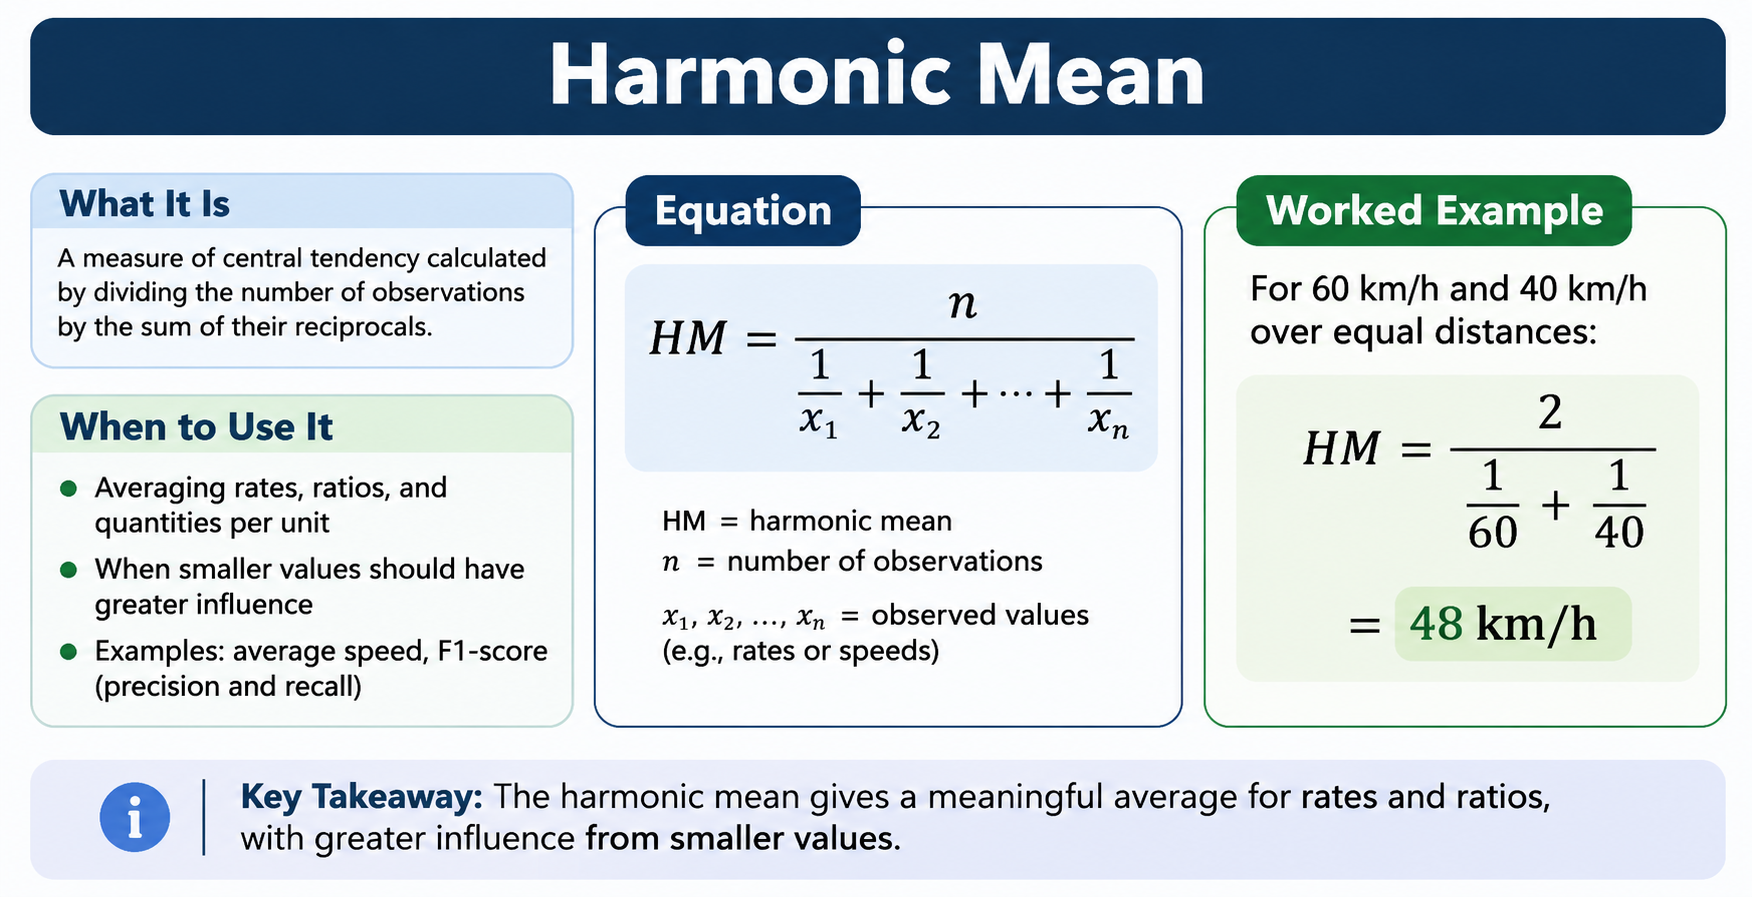 Harmonic Mean
What It Is
A measure of central tendency calculated
by dividing the number of observations
by the sum of their reciprocals.
When to Use It
Averaging rates, ratios, and
quantities per unit
When smaller values should have
greater influence
Examples: average speed, F1-score
(precision and recall)
Equation
HM = n / (1/x₁ + 1/x₂ + ⋯ + 1/xₙ)
HM = harmonic mean
n = number of observations
x₁, x₂, …, xₙ = observed values
(e.g., rates or speeds)
Worked Example
For 60 km/h and 40 km/h
over equal distances:
HM = 2 / (1/60 + 1/40)
= 48 km/h
i
Key Takeaway: The harmonic mean gives a meaningful average for rates and ratios,
with greater influence from smaller values.